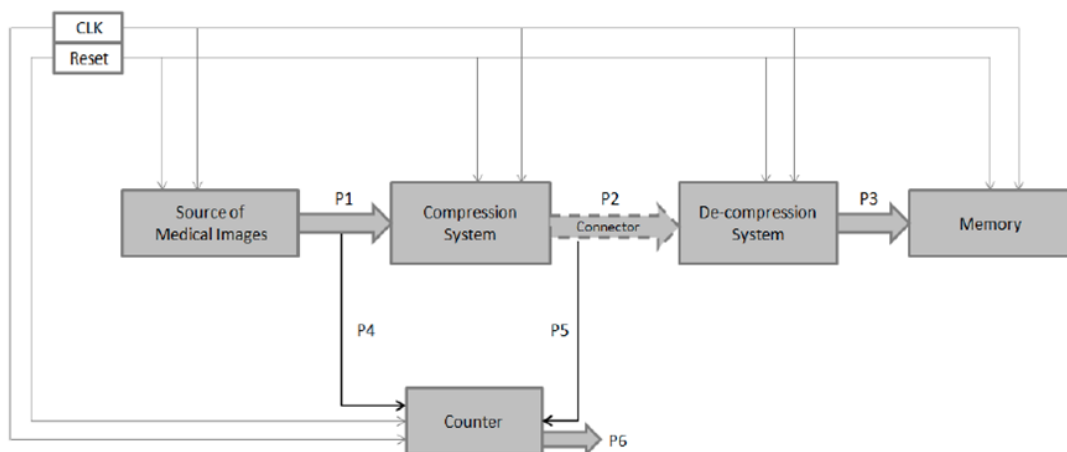 CLK
Reset
P1
P2
P3
Source of
Medical Images
Compression
System
Connector
De-compression
System
Memory
P4
P5
Counter
P6